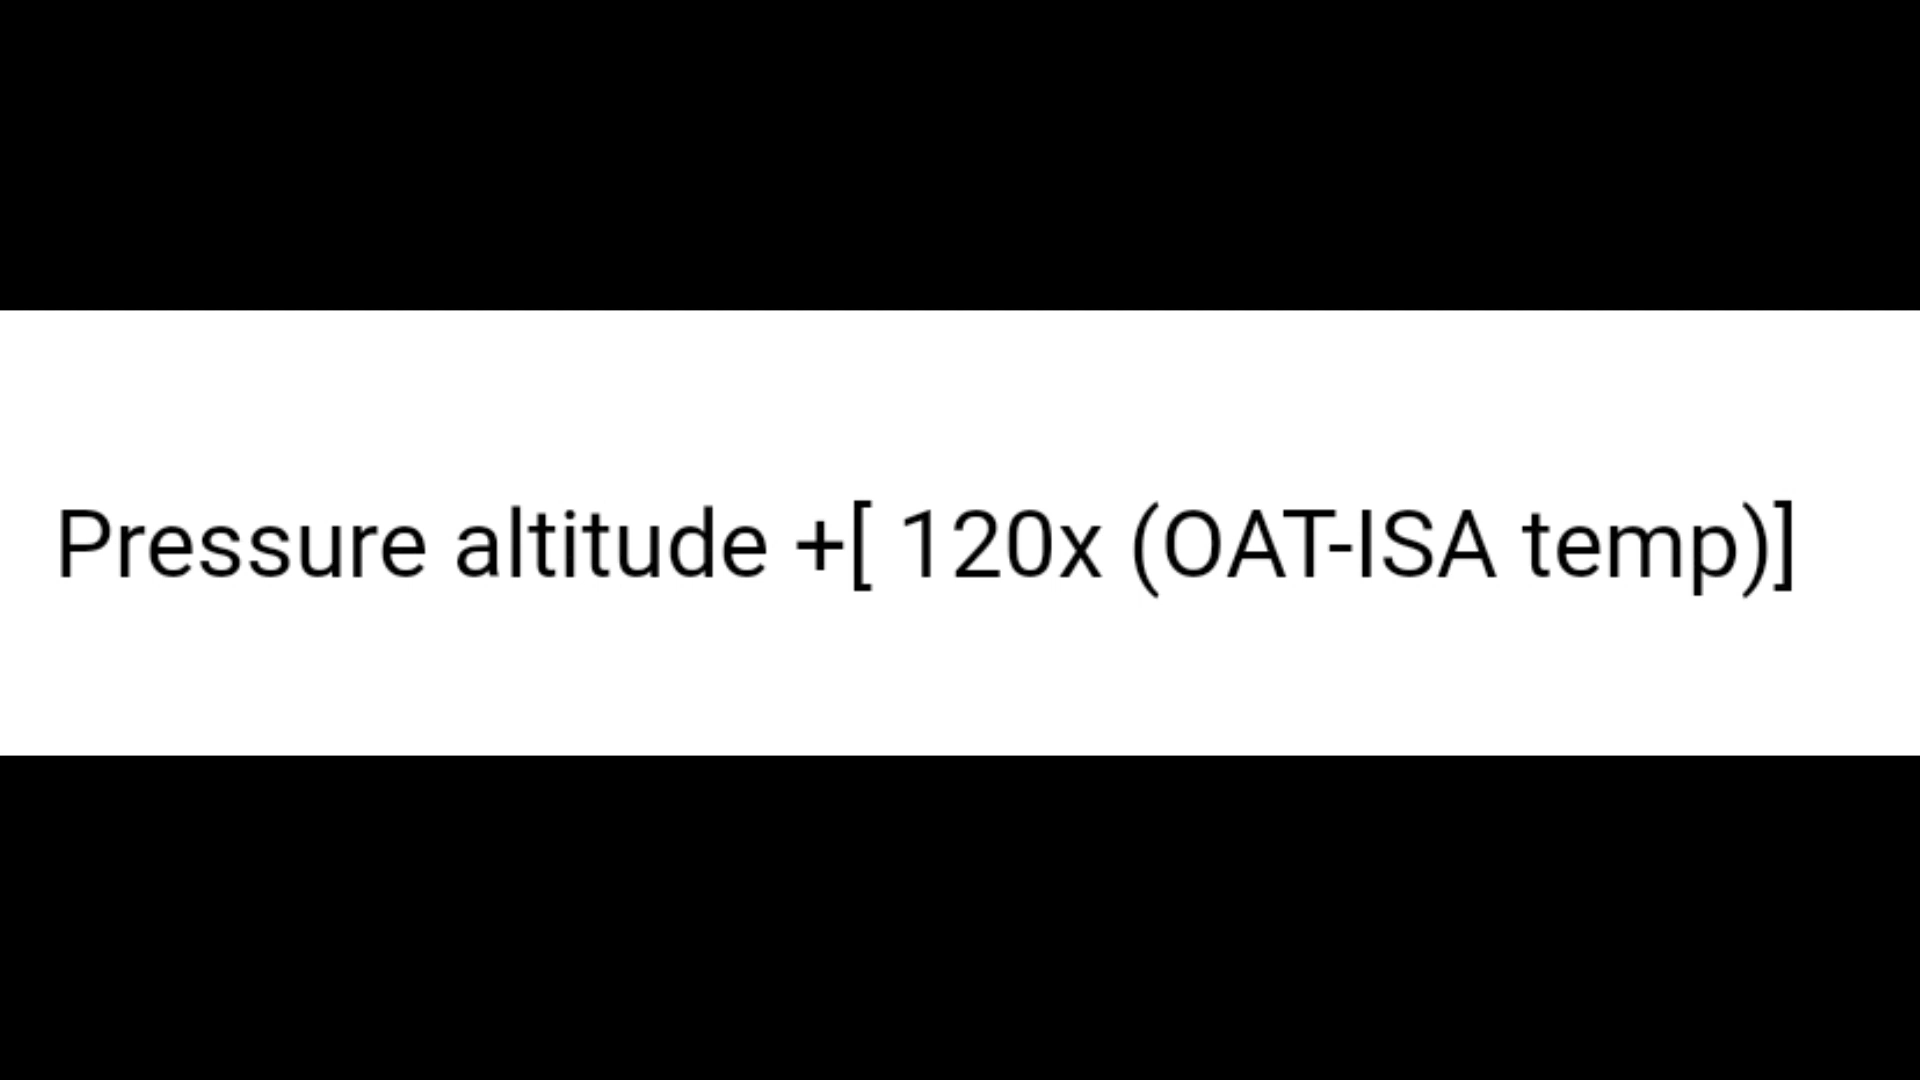 Pressure altitude +[ 120x (OAT-ISA temp)]